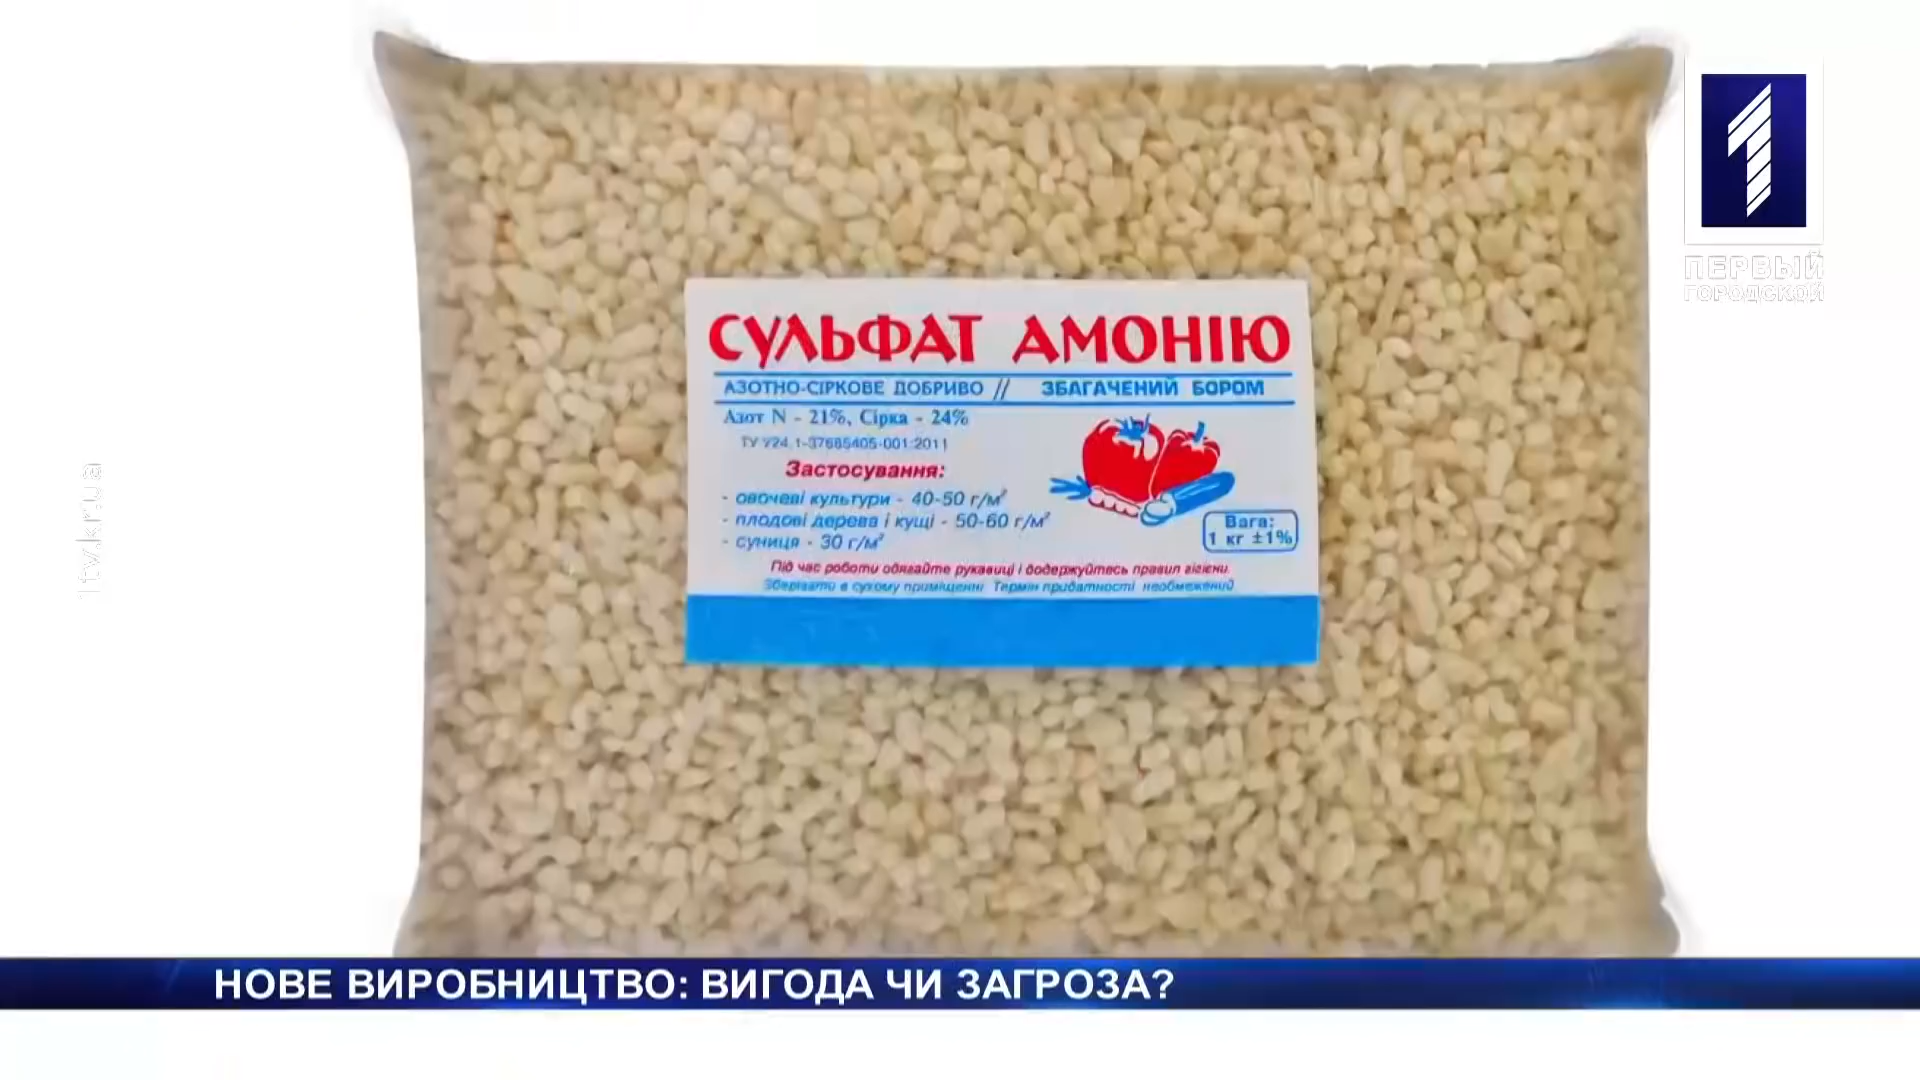 СУЛЬФАТ АМОНІЮ
АЗОТНО-СІРКОВЕ ДОБРИВО // ЗБАГАЧЕНИЙ БОРОМ
Азот N - 21%, Сірка - 24%
ТУ У24.1-37685405-001:2011
Застосування:
- овочеві культури - 40-50 г/м²
- плодові дерева і кущі - 50-60 г/м²
- суниця - 30 г/м²
Вага:
1 кг ±1%
Під час роботи одягайте рукавиці і додержуйтесь правил гігієни.
Зберігати в сухому приміщенні Термін придатності необмежений
1
ПЕРВЫЙ
ГОРОДСКОЙ
1tv.kr.ua
НОВЕ ВИРОБНИЦТВО: ВИГОДА ЧИ ЗАГРОЗА?